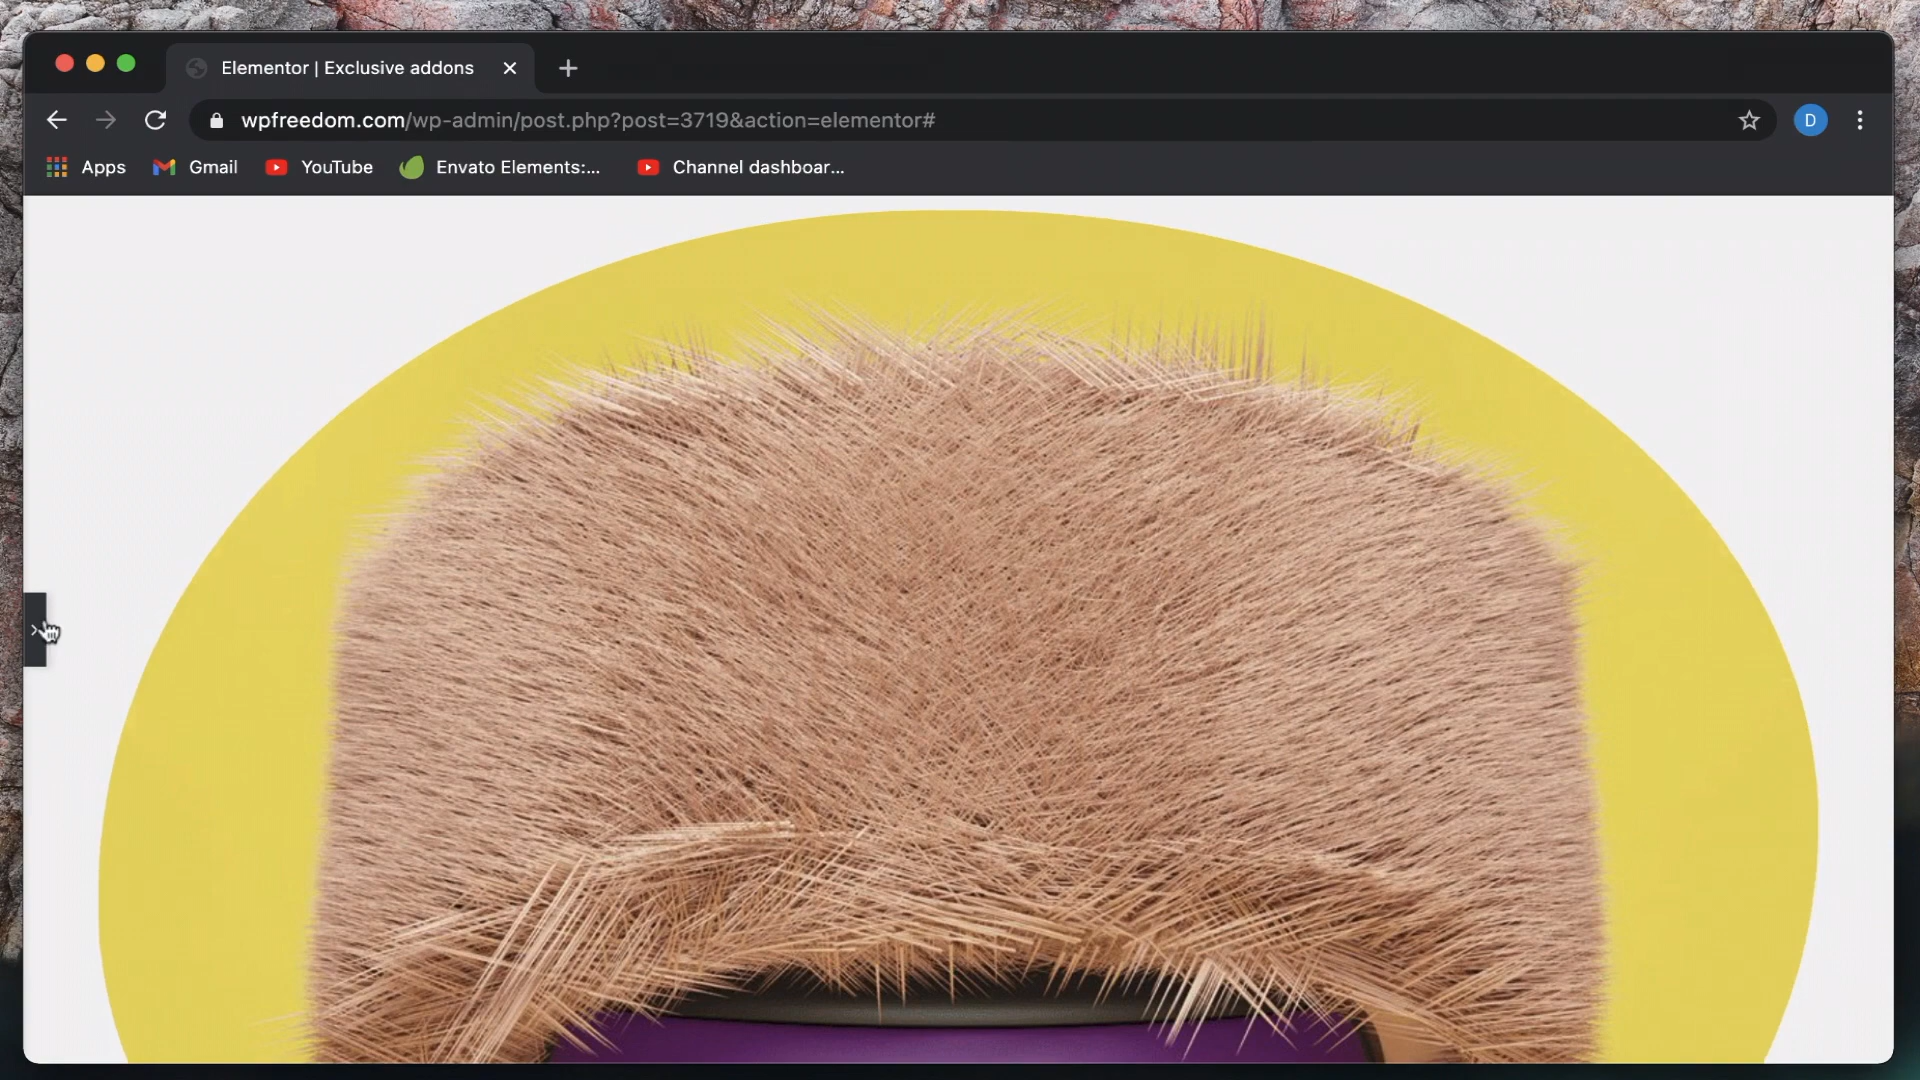 Elementor | Exclusive addons
wpfreedom.com/wp-admin/post.php?post=3719&action=elementor#
D
Apps
Gmail
YouTube
Envato Elements:...
Channel dashboar...